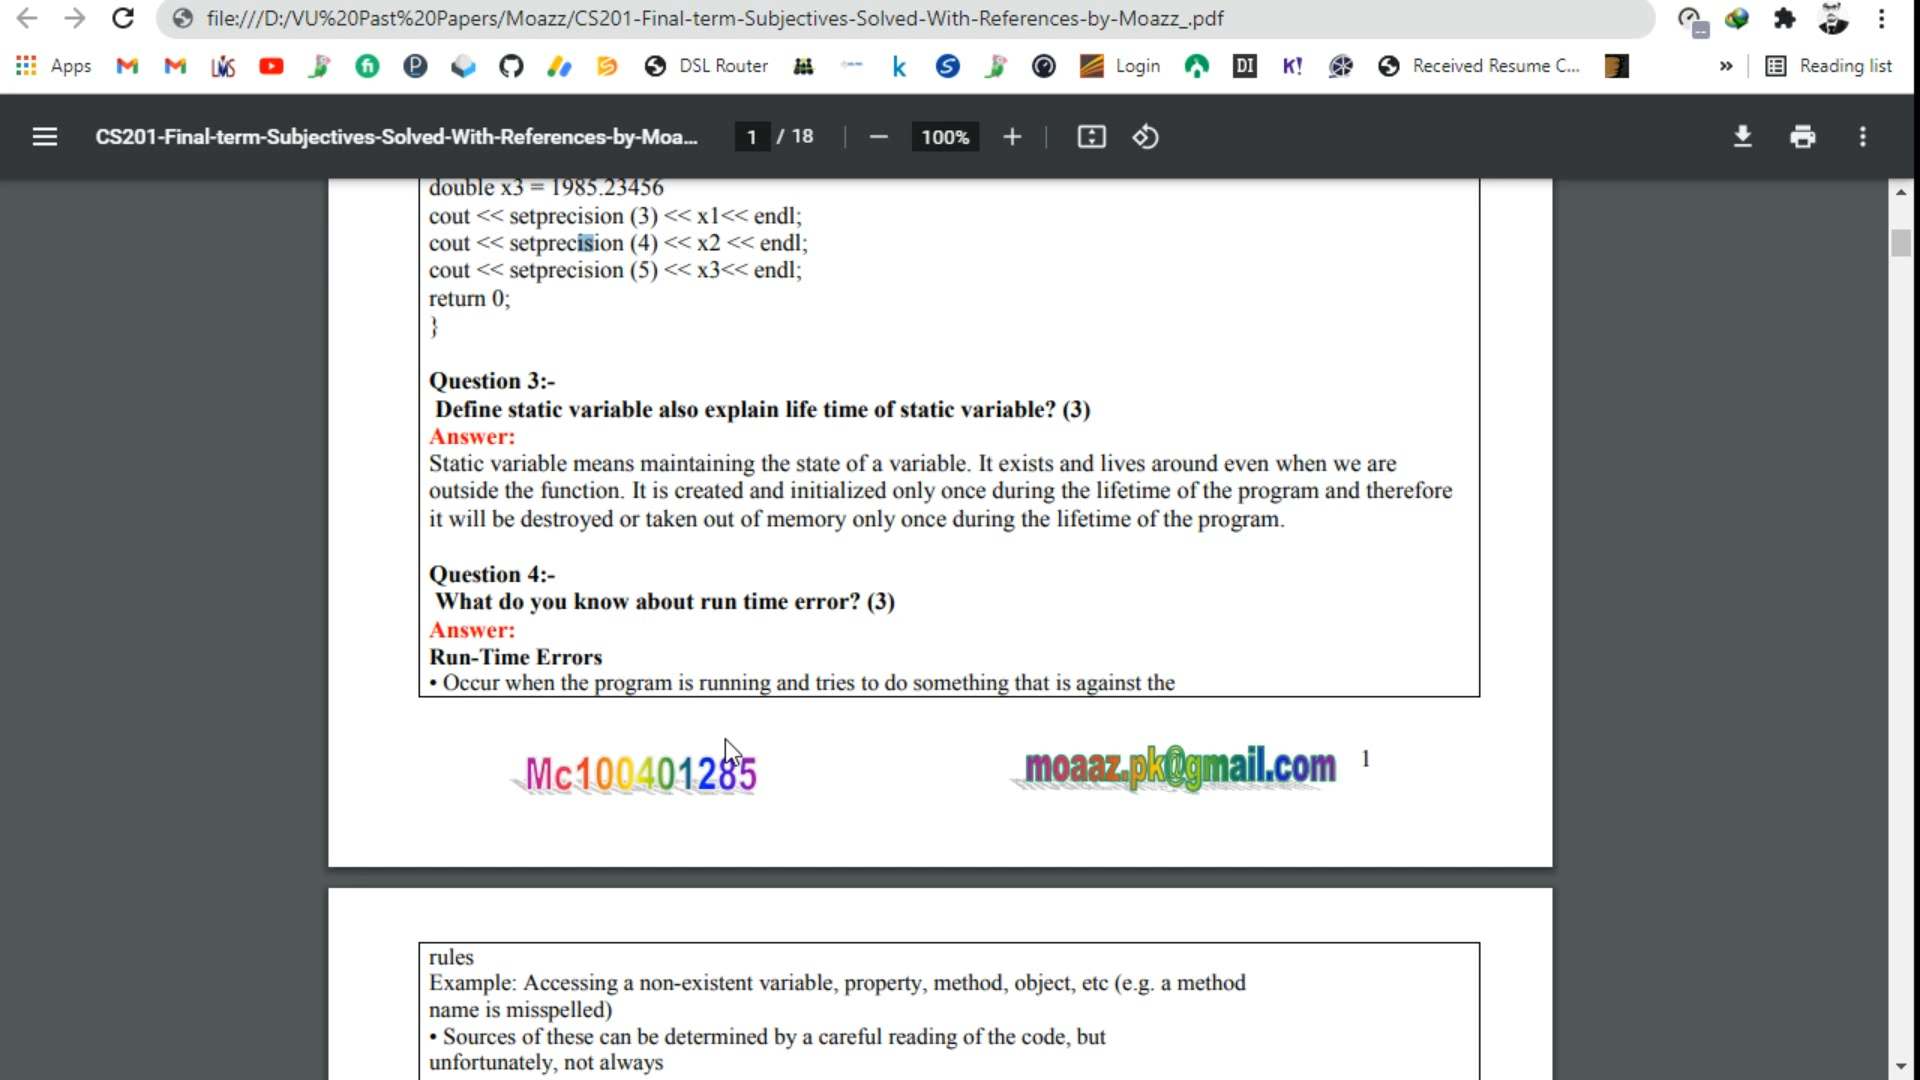 file:///D:/VU%20Past%20Papers/Moazz/CS201-Final-term-Subjectives-Solved-With-References-by-Moazz_.pdf
Apps
LMS
DSL Router
k
DI
K!
Login
Received Resume C...
»
Reading list
CS201-Final-term-Subjectives-Solved-With-References-by-Moa...
1 / 18
100%
double x3 = 1985.23456
cout << setprecision (3) << x1<< endl;
cout << setprecision (4) << x2 << endl;
cout << setprecision (5) << x3<< endl;
return 0;
}
Question 3:-
Define static variable also explain life time of static variable? (3)
Answer:
Static variable means maintaining the state of a variable. It exists and lives around even when we are
outside the function. It is created and initialized only once during the lifetime of the program and therefore
it will be destroyed or taken out of memory only once during the lifetime of the program.
Question 4:-
What do you know about run time error? (3)
Answer:
Run-Time Errors
• Occur when the program is running and tries to do something that is against the
Mc100401285
moaaz.pk@gmail.com
1
rules
Example: Accessing a non-existent variable, property, method, object, etc (e.g. a method
name is misspelled)
• Sources of these can be determined by a careful reading of the code, but
unfortunately, not always